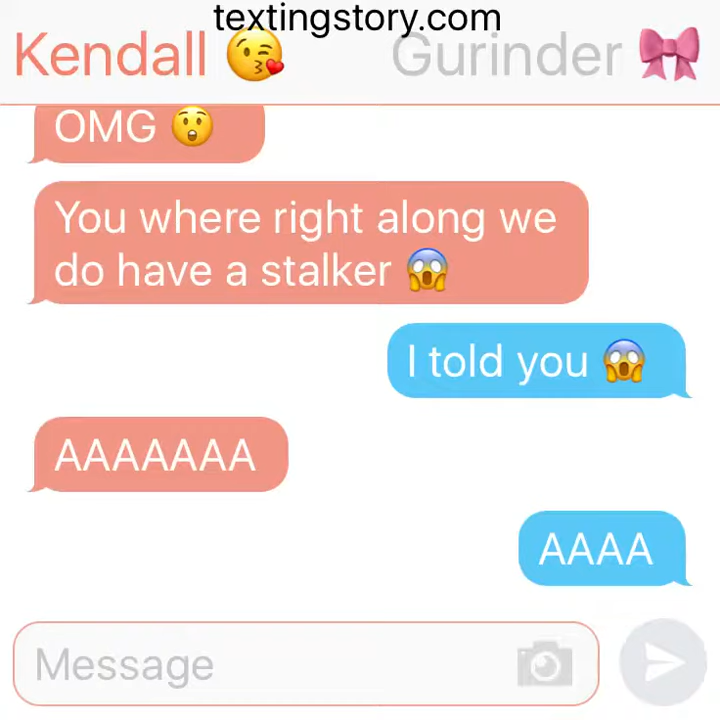 textingstory.com
Kendall 😘 Gurinder 🎀
OMG 😲
You where right along we
do have a stalker 😱
I told you 😱
AAAAAAA
AAAA
Message